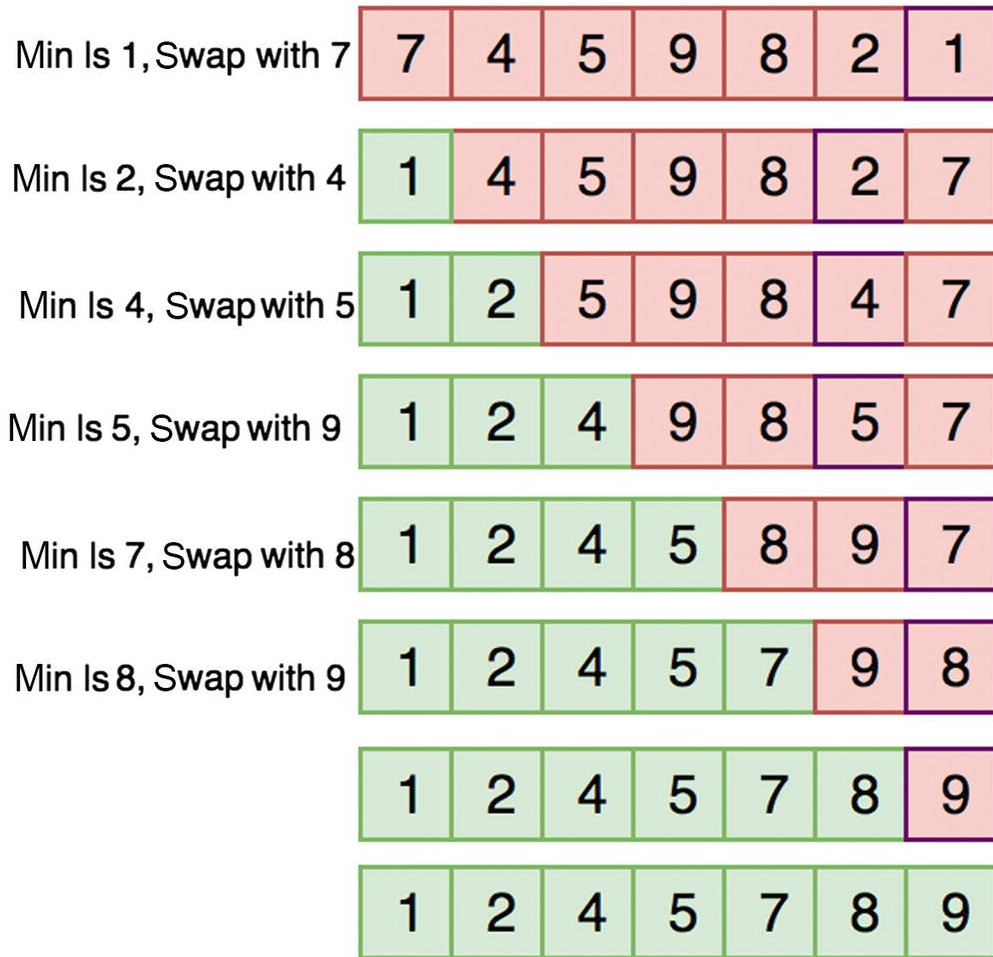 Min Is 1, Swap with 7 7 4 5 9 8 2 1
Min Is 2, Swap with 4 1 4 5 9 8 2 7
Min Is 4, Swap with 5 1 2 5 9 8 4 7
Min Is 5, Swap with 9 1 2 4 9 8 5 7
Min Is 7, Swap with 8 1 2 4 5 8 9 7
Min Is 8, Swap with 9 1 2 4 5 7 9 8
1 2 4 5 7 8 9
1 2 4 5 7 8 9